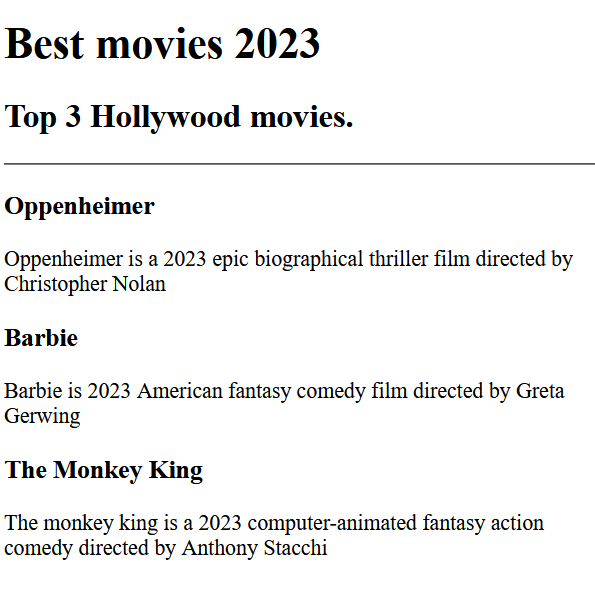 Best movies 2023
Top 3 Hollywood movies.
Oppenheimer
Oppenheimer is a 2023 epic biographical thriller film directed by
Christopher Nolan
Barbie
Barbie is 2023 American fantasy comedy film directed by Greta
Gerwing
The Monkey King
The monkey king is a 2023 computer-animated fantasy action
comedy directed by Anthony Stacchi